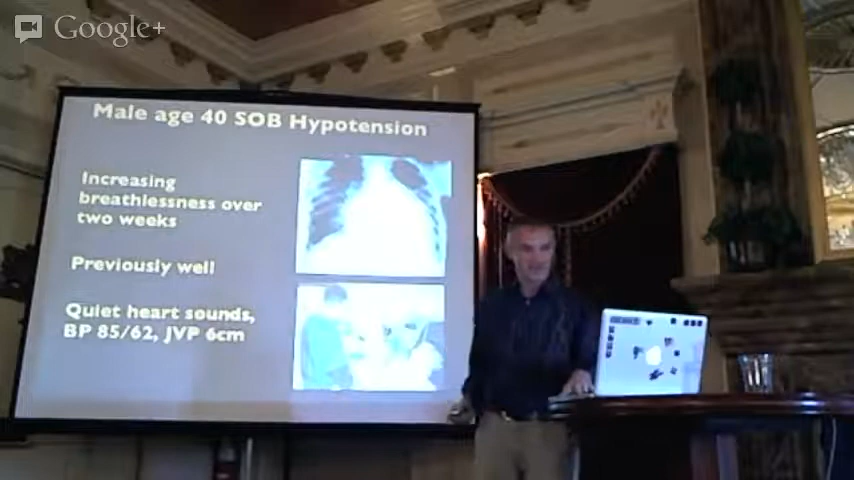 Google+
Male age 40 SOB Hypotension
Increasing
breathlessness over
two weeks
Previously well
Quiet heart sounds,
BP 85/62, JVP 6cm